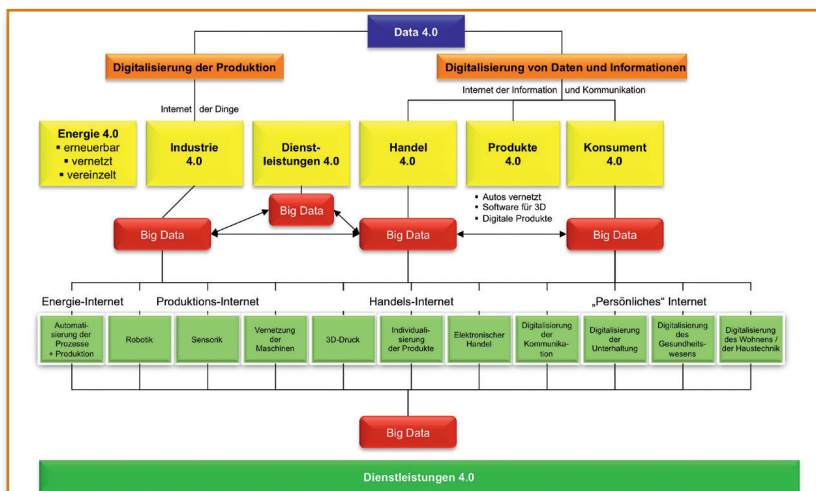 Data 4.0
Digitalisierung der Produktion
Digitalisierung von Daten und Informationen
Internet der Dinge
Internet der Information und Kommunikation
Energie 4.0
▪ erneuerbar
▪ vernetzt
▪ vereinzelt
Industrie
4.0
Dienst-
leistungen 4.0
Handel
4.0
Produkte
4.0
Konsument
4.0
▪ Autos vernetzt
▪ Software für 3D
▪ Digitale Produkte
Big Data
Big Data
Big Data
Big Data
Energie-Internet
Produktions-Internet
Handels-Internet
„Persönliches“ Internet
Automati-
sierung der
Prozesse
+ Produktion
Robotik
Sensorik
Vernetzung
der
Maschinen
3D-Druck
Individuali-
sierung
der Produkte
Elektronischer
Handel
Digitalisierung
der
Kommunika-
tion
Digitalisierung
der
Unterhaltung
Digitalisierung
des
Gesundheits-
wesens
Digitalisierung
des Wohnens /
der Haustechnik
Big Data
Dienstleistungen 4.0